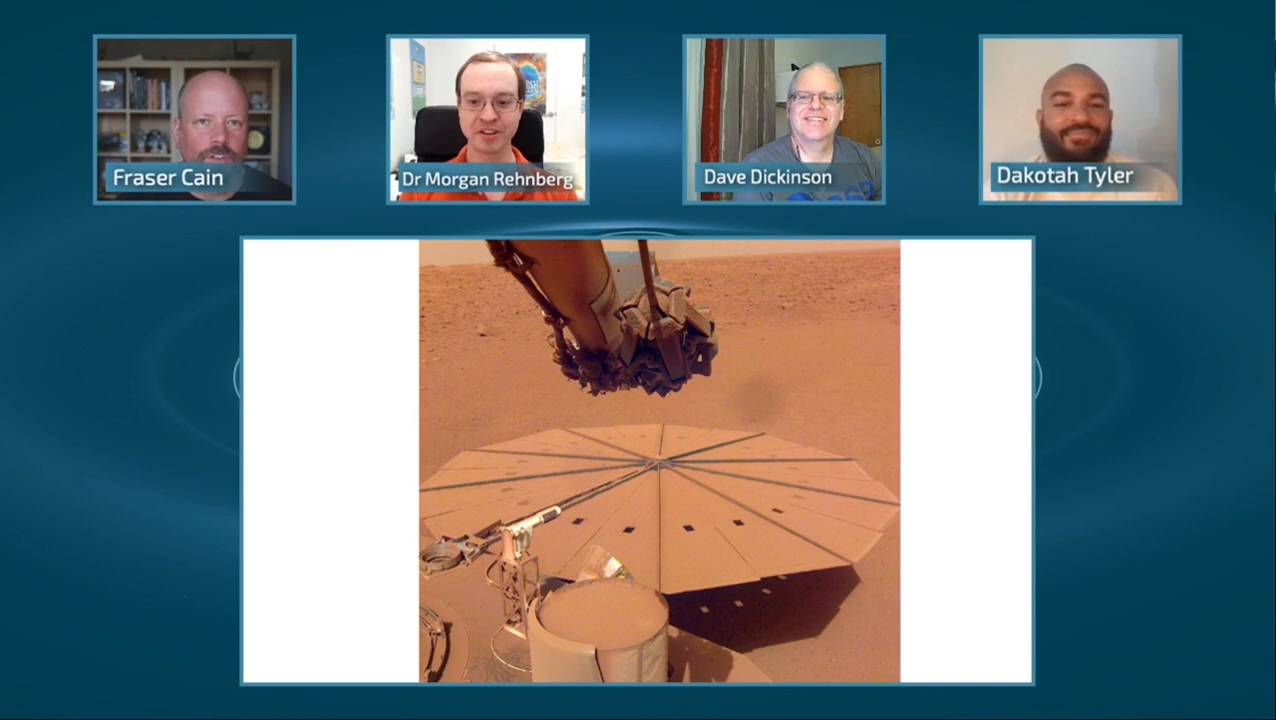 Fraser Cain
Dr Morgan Rehnberg
Dave Dickinson
Dakotah Tyler